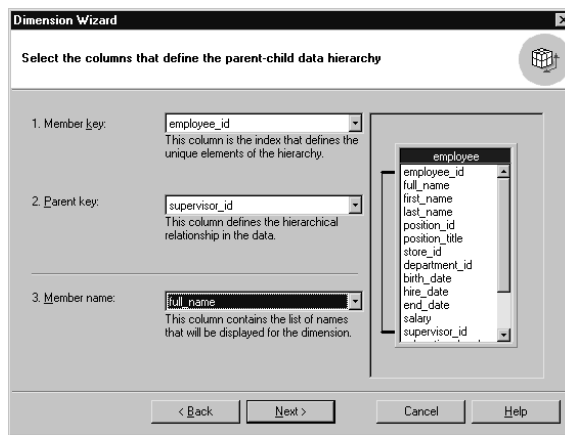 Dimension Wizard
Select the columns that define the parent-child data hierarchy
1. Member key:
employee_id
This column is the index that defines the
unique elements of the hierarchy.
2. Parent key:
supervisor_id
This column defines the hierarchical
relationship in the data.
3. Member name:
full_name
This column contains the list of names
that will be displayed for the dimension.
employee
employee_id
full_name
first_name
last_name
position_id
position_title
store_id
department_id
birth_date
hire_date
end_date
salary
supervisor_id
< Back
Next >
Cancel
Help